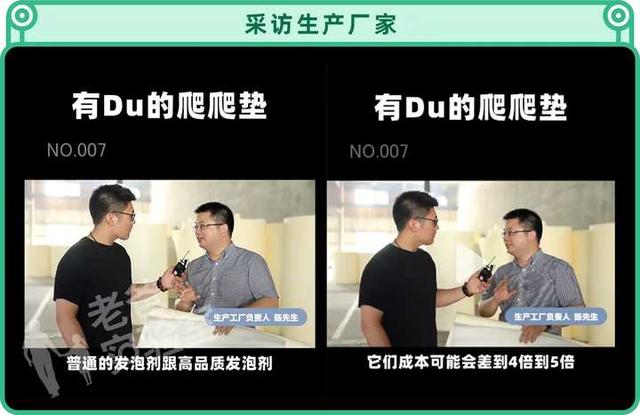 采访生产厂家
有Du的爬爬垫
NO.007
生产工厂负责人 陈先生
普通的发泡剂跟高品质发泡剂
有Du的爬爬垫
NO.007
生产工厂负责人 陈先生
它们成本可能会差到4倍到5倍